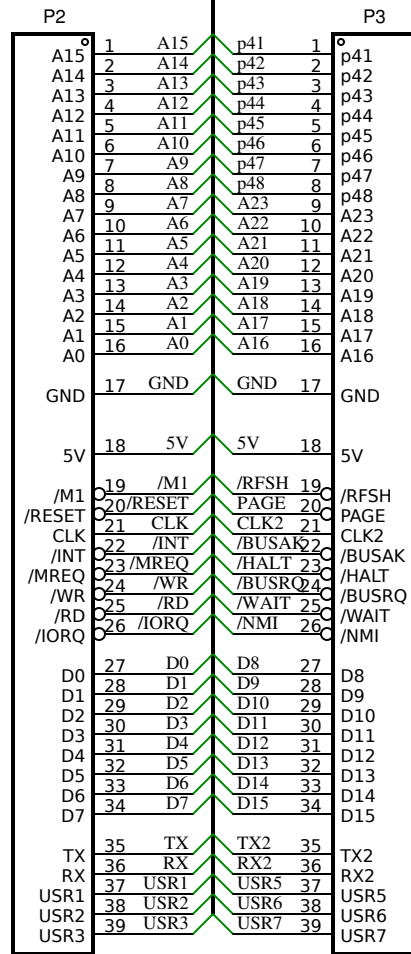 P2 P3
A15 1 A15 p41 1 p41
A14 2 A14 p42 2 p42
A13 3 A13 p43 3 p43
A12 4 A12 p44 4 p44
A11 5 A11 p45 5 p45
A10 6 A10 p46 6 p46
A9 7 A9 p47 7 p47
A8 8 A8 p48 8 p48
A7 9 A7 A23 9 A23
A6 10 A6 A22 10 A22
A5 11 A5 A21 11 A21
A4 12 A4 A20 12 A20
A3 13 A3 A19 13 A19
A2 14 A2 A18 14 A18
A1 15 A1 A17 15 A17
A0 16 A0 A16 16 A16
GND 17 GND GND 17 GND
5V 18 5V 5V 18 5V
/M1 19 /M1 /RFSH 19 /RFSH
/RESET 20 /RESET PAGE 20 PAGE
CLK 21 CLK CLK2 21 CLK2
/INT 22 /INT /BUSAK 22 /BUSAK
/MREQ 23 /MREQ /HALT 23 /HALT
/WR 24 /WR /BUSRQ 24 /BUSRQ
/RD 25 /RD /WAIT 25 /WAIT
/IORQ 26 /IORQ /NMI 26 /NMI
D0 27 D0 D8 27 D8
D1 28 D1 D9 28 D9
D2 29 D2 D10 29 D10
D3 30 D3 D11 30 D11
D4 31 D4 D12 31 D12
D5 32 D5 D13 32 D13
D6 33 D6 D14 33 D14
D7 34 D7 D15 34 D15
TX 35 TX TX2 35 TX2
RX 36 RX RX2 36 RX2
USR1 37 USR1 USR5 37 USR5
USR2 38 USR2 USR6 38 USR6
USR3 39 USR3 USR7 39 USR7